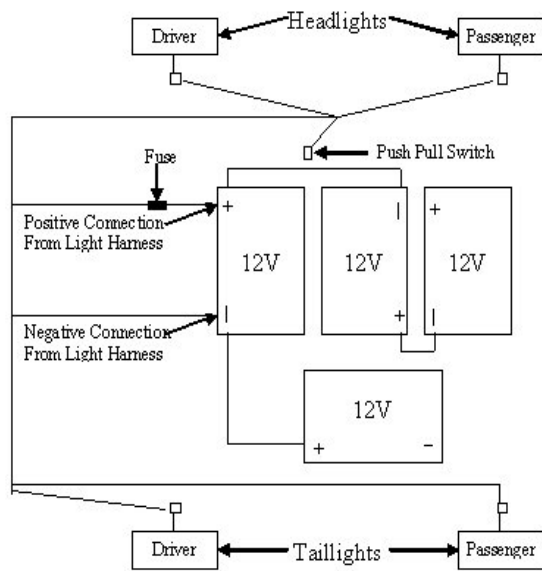 Headlights
Driver
Passenger
Fuse
Push Pull Switch
Positive Connection
From Light Harness
+
|
+
12V
12V
12V
|
+
|
Negative Connection
From Light Harness
12V
+
-
Driver
Taillights
Passenger